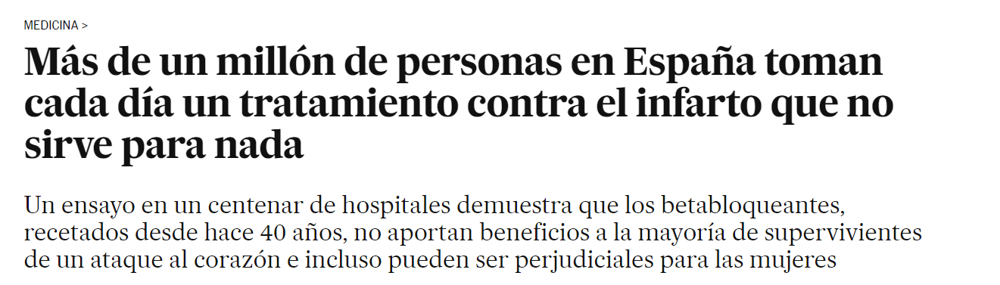 MEDICINA >
Más de un millón de personas en España toman
cada día un tratamiento contra el infarto que no
sirve para nada
Un ensayo en un centenar de hospitales demuestra que los betabloqueantes,
recetados desde hace 40 años, no aportan beneficios a la mayoría de supervivientes
de un ataque al corazón e incluso pueden ser perjudiciales para las mujeres